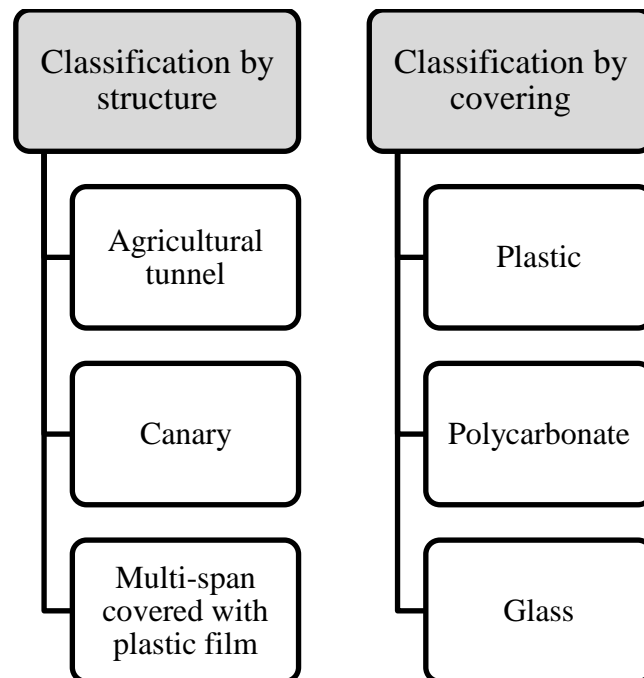 Classification by
structure
Agricultural
tunnel
Canary
Multi-span
covered with
plastic film
Classification by
covering
Plastic
Polycarbonate
Glass